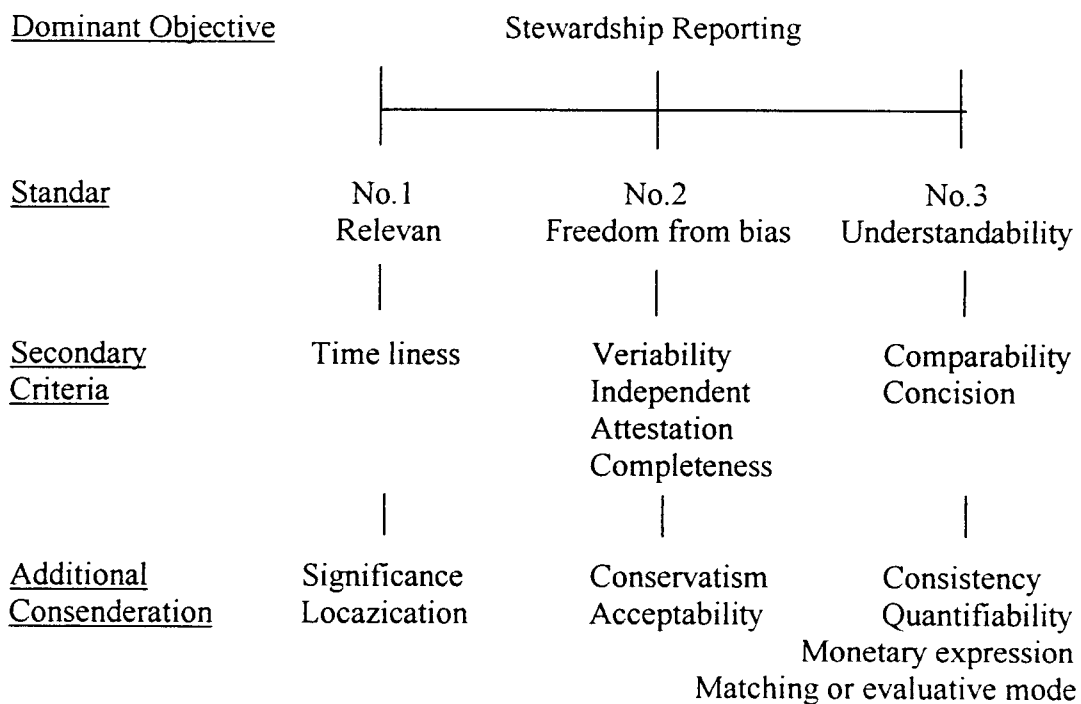 Dominant Objective Stewardship Reporting
Standar No.1 No.2 No.3
Relevan Freedom from bias Understandability
Secondary Time liness Veriability Comparability
Criteria Independent Concision
Attestation
Completeness
Additional Significance Conservatism Consistency
Consenderation Locazication Acceptability Quantifiability
Monetary expression
Matching or evaluative mode